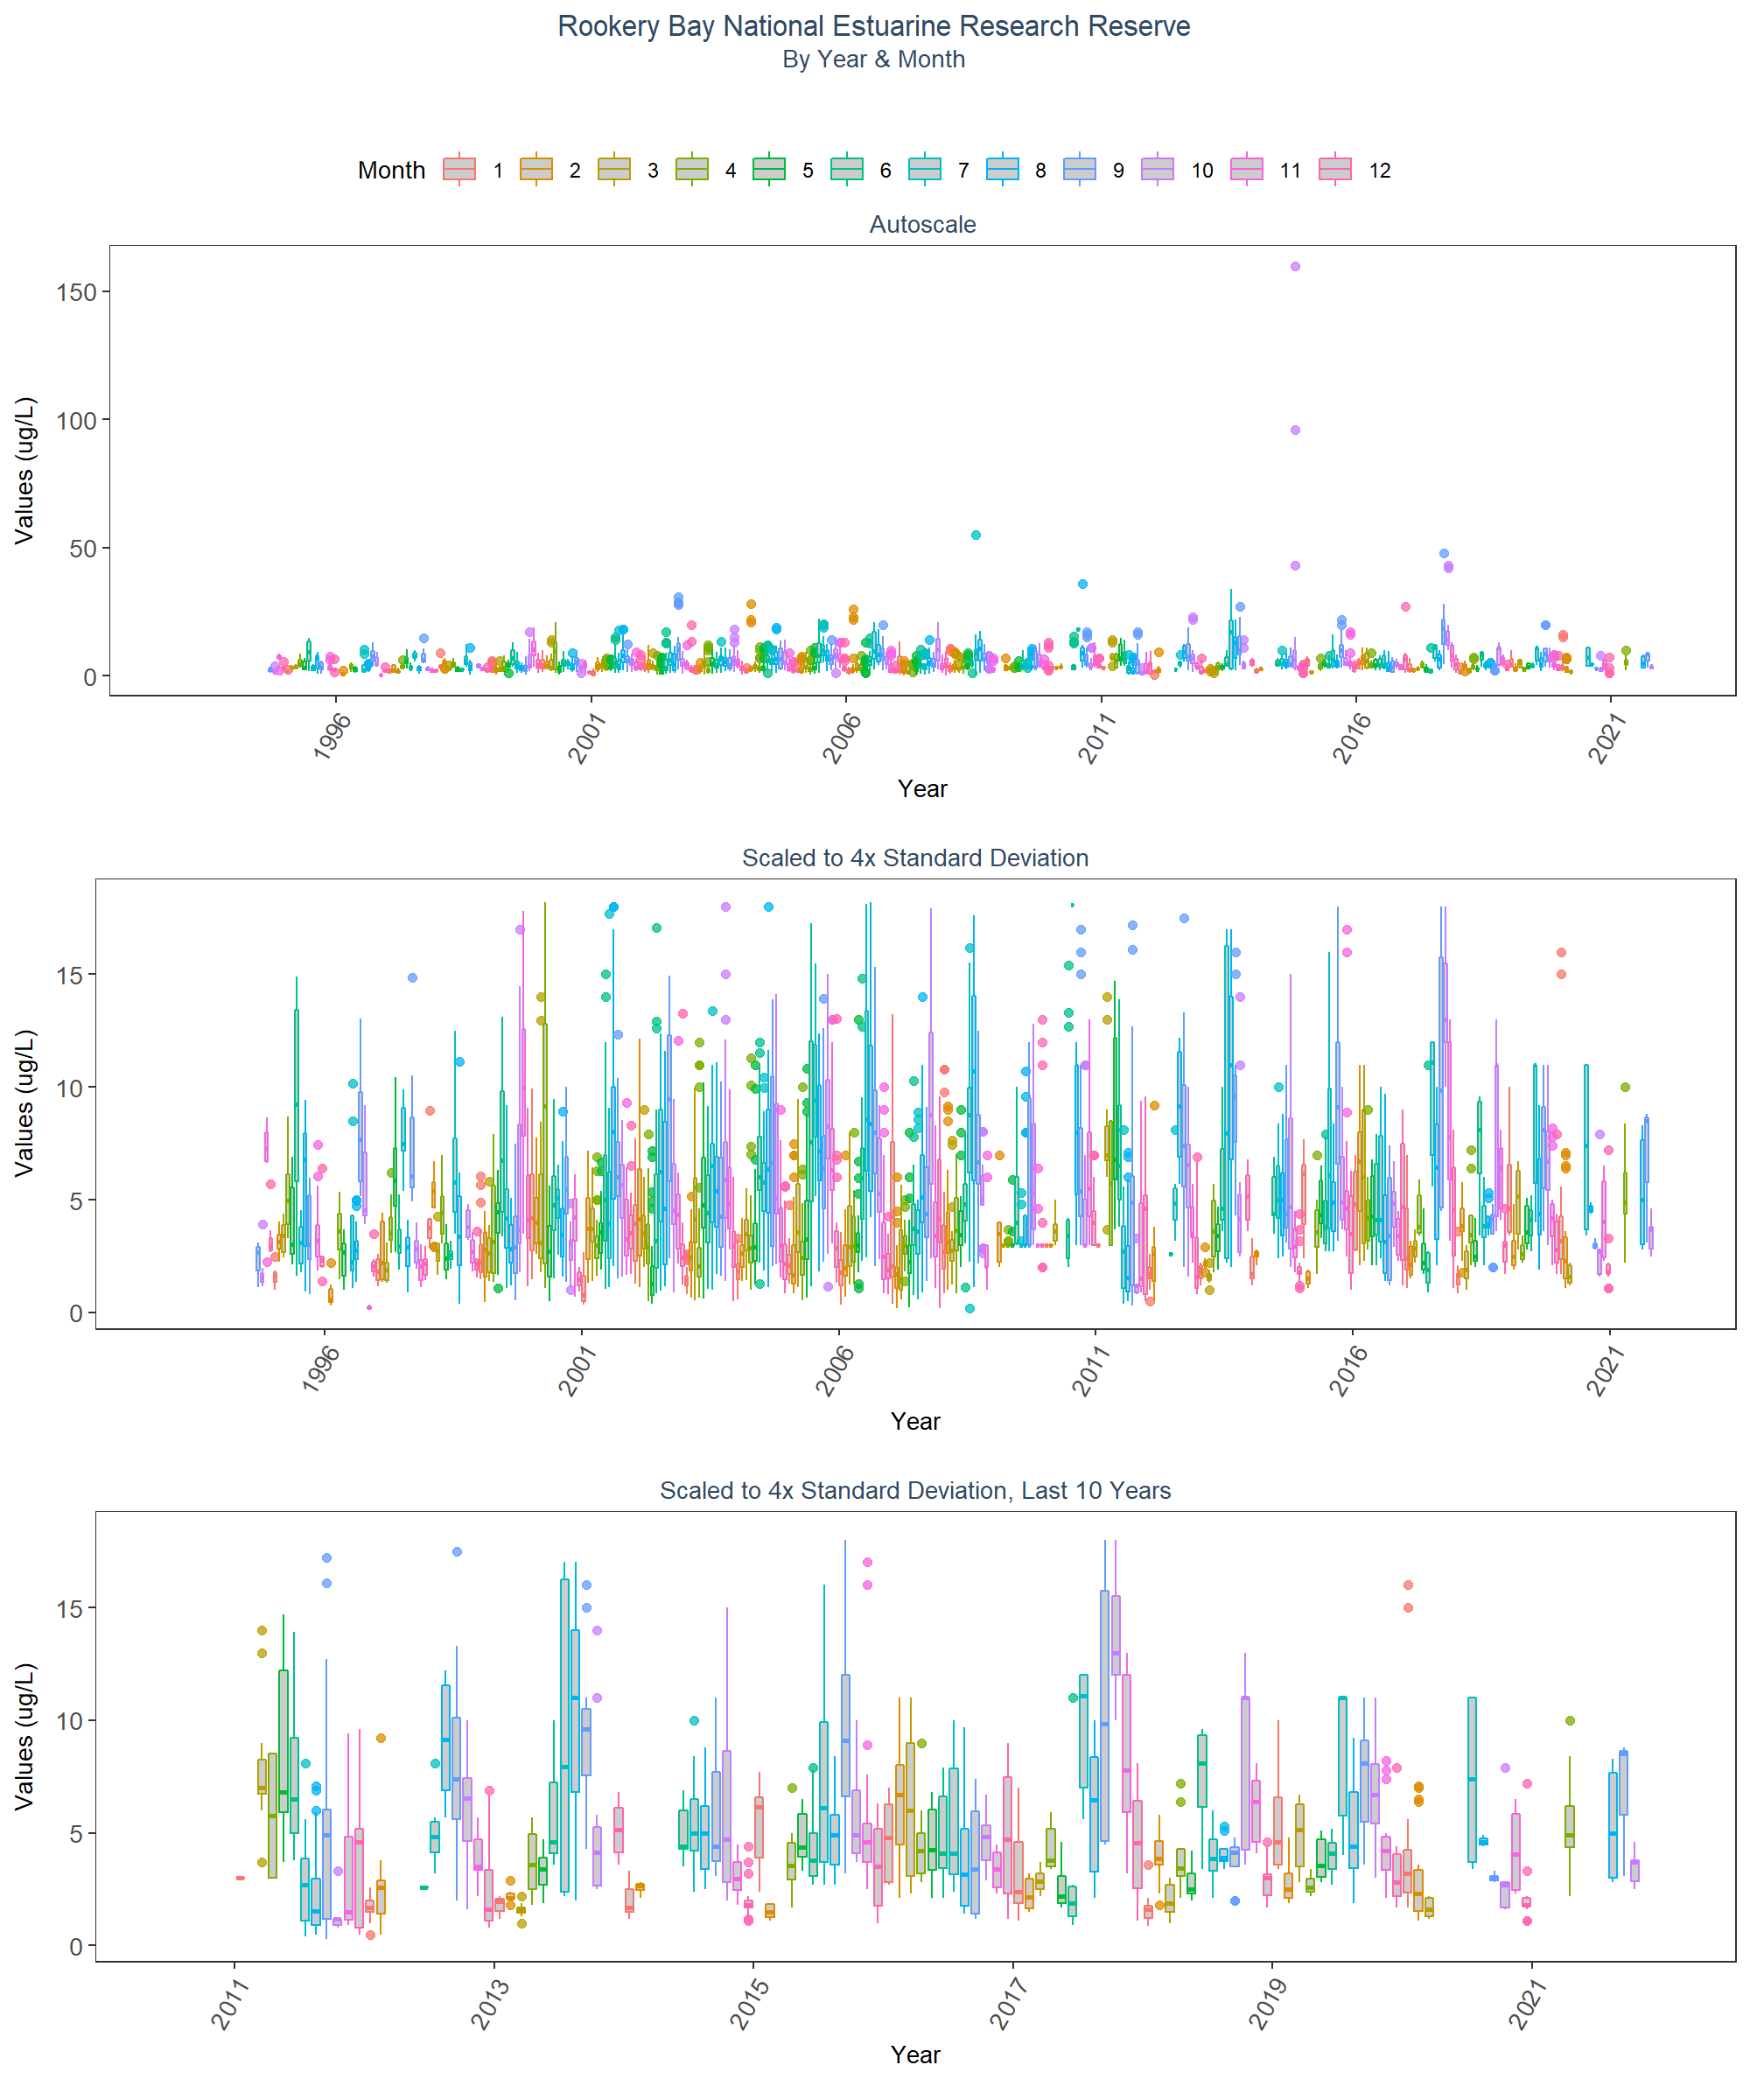 Rookery Bay National Estuarine Research Reserve
By Year & Month
Month 1 2 3 4 5 6 7 8 9 10 11 12
Autoscale
Values (ug/L)
150
100
50
0
1996 2001 2006 2011 2016 2021
Year
Scaled to 4x Standard Deviation
Values (ug/L)
15
10
5
0
1996 2001 2006 2011 2016 2021
Year
Scaled to 4x Standard Deviation, Last 10 Years
Values (ug/L)
15
10
5
0
2011 2013 2015 2017 2019 2021
Year